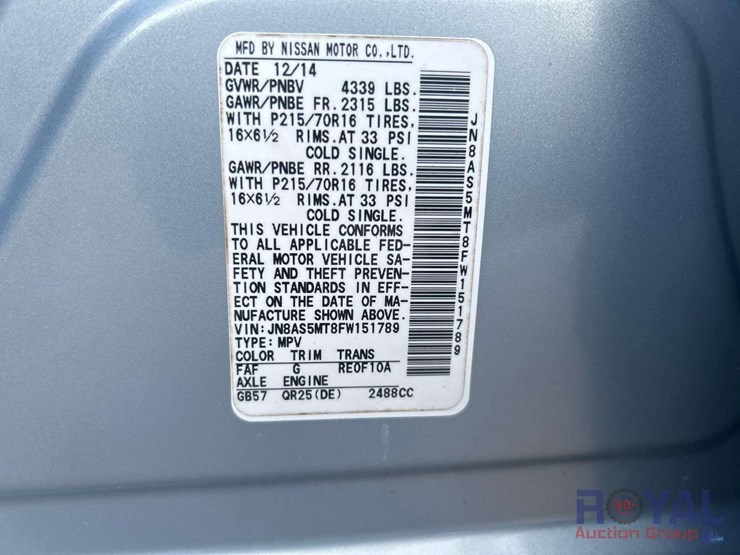 MFD BY NISSAN MOTOR CO.,LTD.
DATE 12/14
GVWR/PNBV 4339 LBS.
GAWR/PNBE FR. 2315 LBS.
WITH P215/70R16 TIRES,
16X6½ RIMS. AT 33 PSI
COLD SINGLE.
GAWR/PNBE RR. 2116 LBS.
WITH P215/70R16 TIRES,
16X6½ RIMS. AT 33 PSI
COLD SINGLE.
THIS VEHICLE CONFORMS
TO ALL APPLICABLE FED-
ERAL MOTOR VEHICLE SA-
FETY AND THEFT PREVEN-
TION STANDARDS IN EFF-
ECT ON THE DATE OF MA-
NUFACTURE SHOWN ABOVE.
VIN: JN8AS5MT8FW151789
TYPE: MPV
COLOR TRIM TRANS
FAF G RE0F10A
AXLE ENGINE
GB57 QR25(DE) 2488CC
JN8AS5MT8FW151789
ROYAL
Auction Group